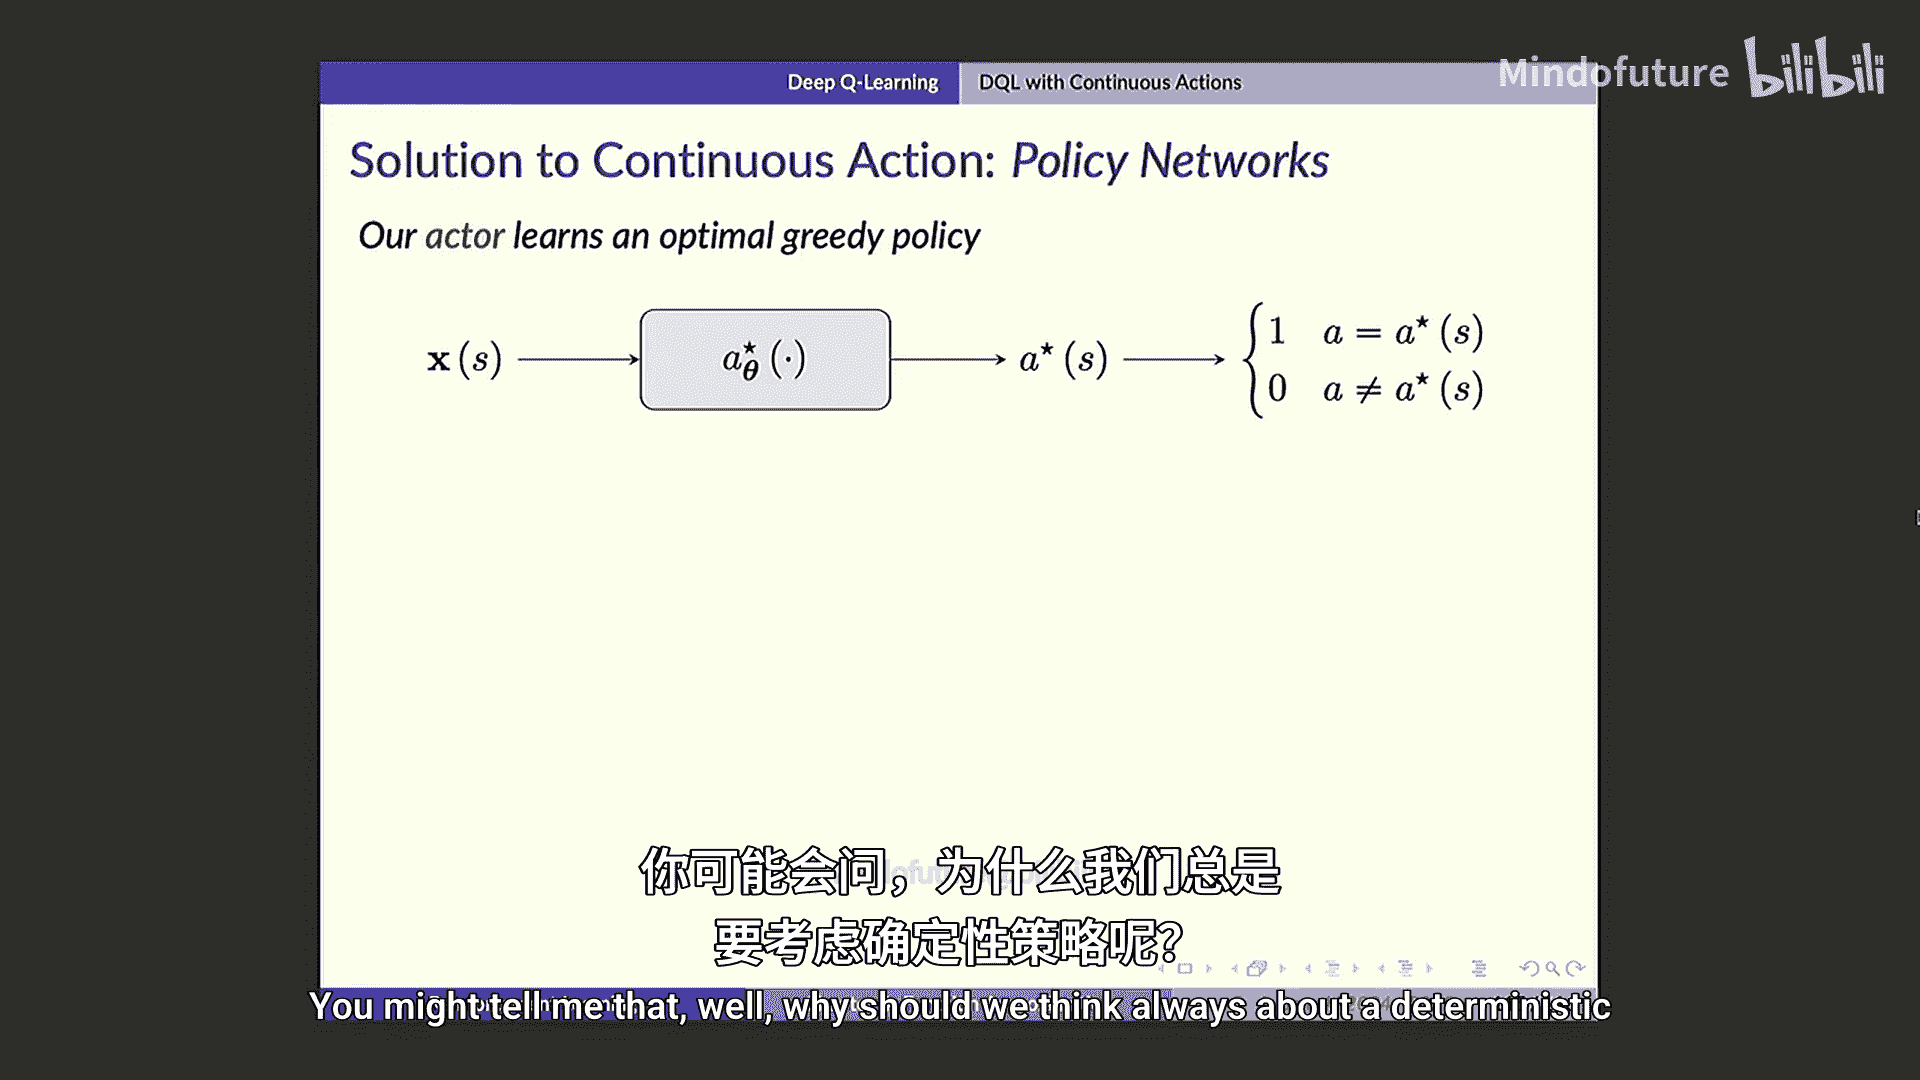 Mindofuture bilibili
Deep Q-Learning DQL with Continuous Actions
Solution to Continuous Action: Policy Networks
Our actor learns an optimal greedy policy
x (s) → a⋆θ (·) → a⋆ (s) → { 1 a = a⋆ (s)
0 a ≠ a⋆ (s)
你可能会问，为什么我们总是
要考虑确定性策略呢？
You might tell me that, well, why should we think always about a deterministic